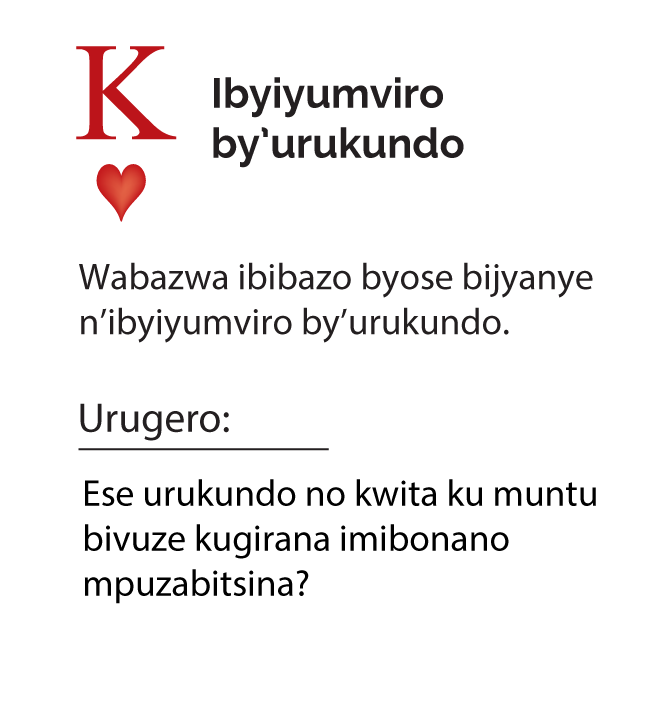 K
Ibyiyumviro
by’urukundo
Wabazwa ibibazo byose bijyanye
n’ibyiyumviro by’urukundo.
Urugero:
Ese urukundo no kwita ku muntu
bivuze kugirana imibonano
mpuzabitsina?